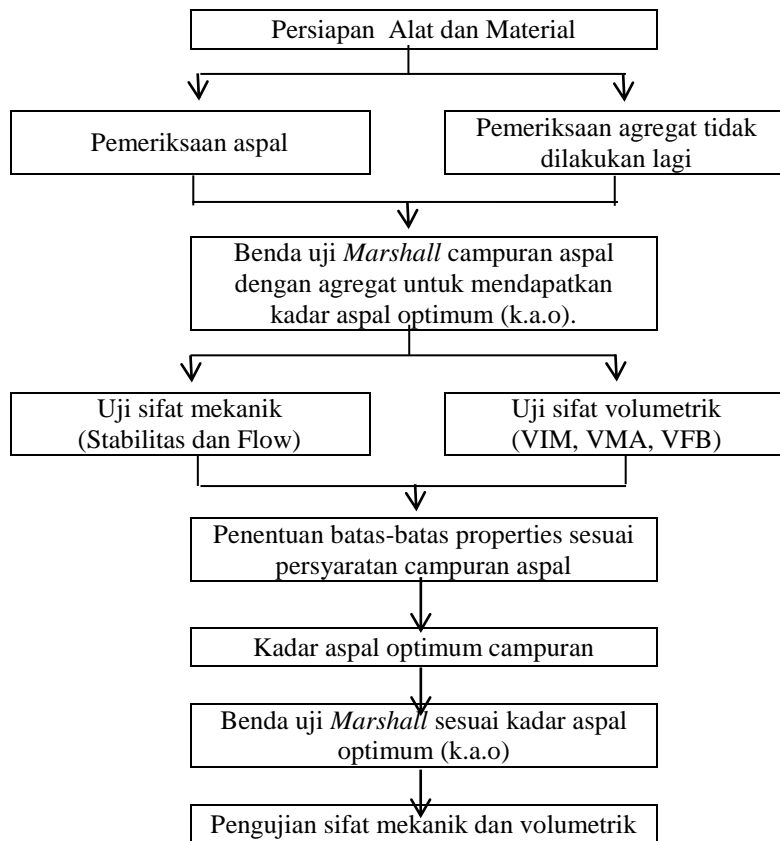 Persiapan Alat dan Material
Pemeriksaan aspal
Pemeriksaan agregat tidak
dilakukan lagi
Benda uji Marshall campuran aspal
dengan agregat untuk mendapatkan
kadar aspal optimum (k.a.o).
Uji sifat mekanik
(Stabilitas dan Flow)
Uji sifat volumetrik
(VIM, VMA, VFB)
Penentuan batas-batas properties sesuai
persyaratan campuran aspal
Kadar aspal optimum campuran
Benda uji Marshall sesuai kadar aspal
optimum (k.a.o)
Pengujian sifat mekanik dan volumetrik